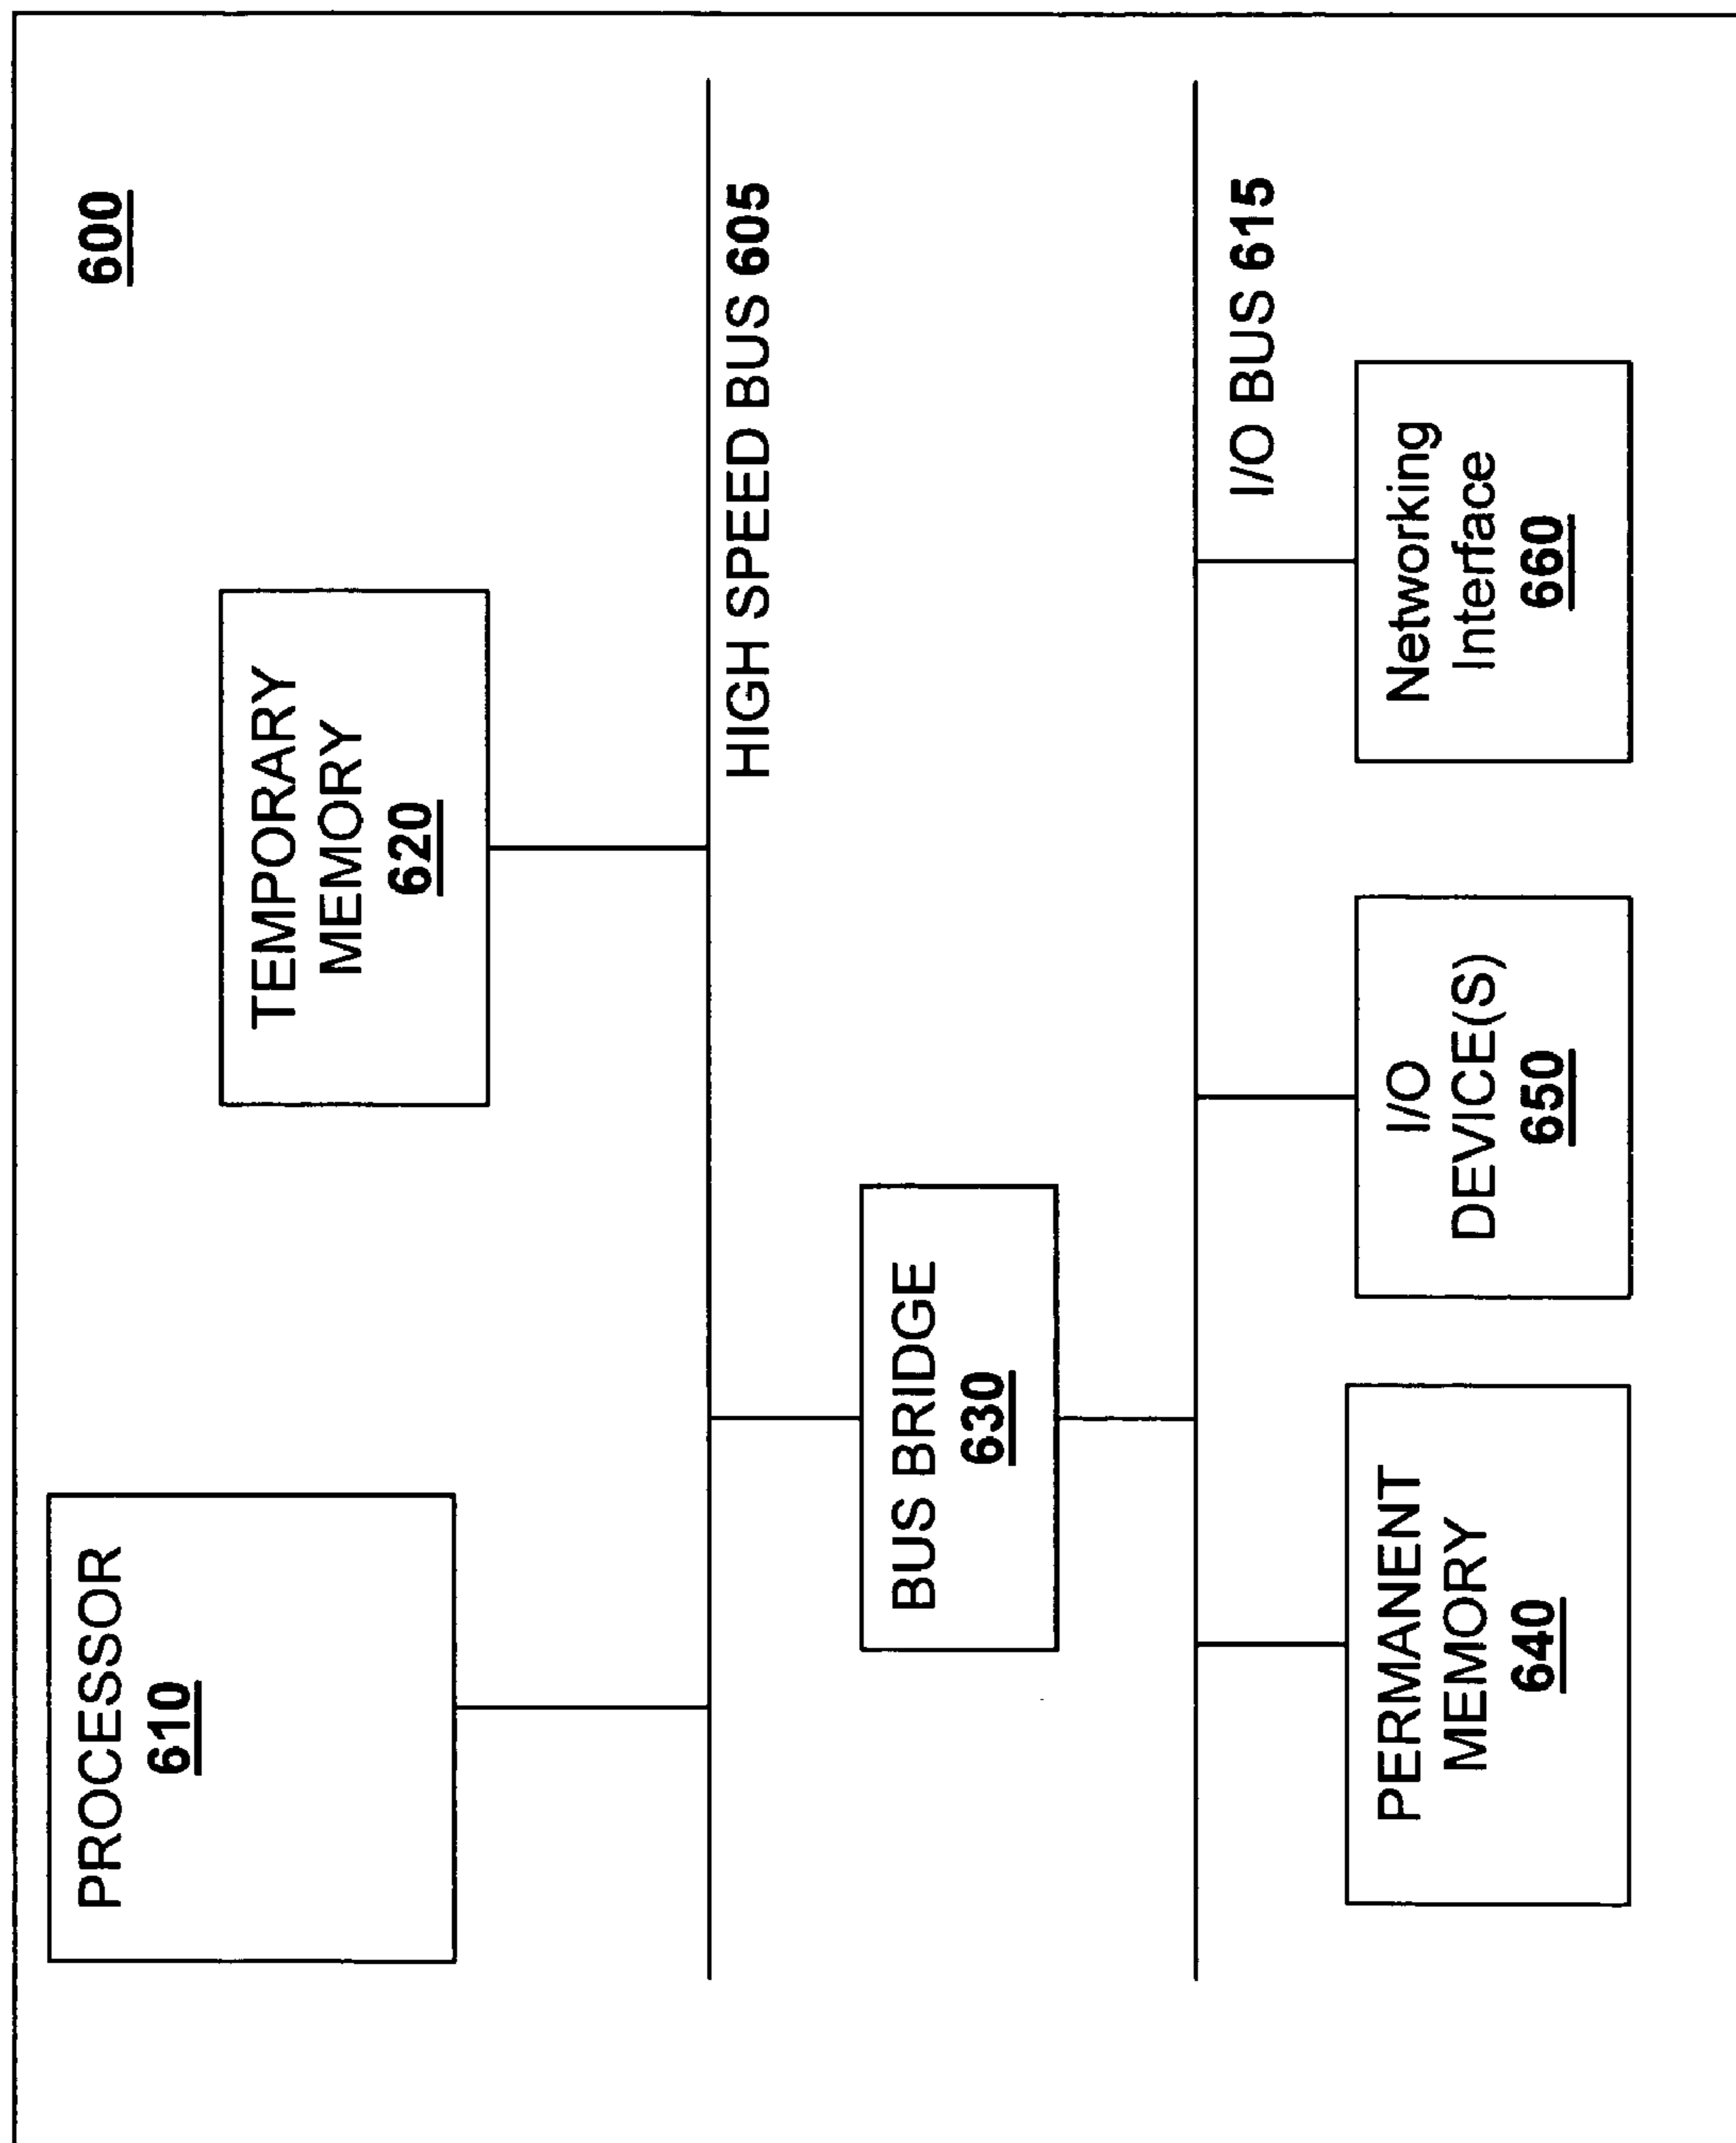 600
PROCESSOR
610
TEMPORARY
MEMORY
620
HIGH SPEED BUS 605
BUS BRIDGE
630
I/O BUS 615
PERMANENT
MEMORY
640
I/O
DEVICE(S)
650
Networking
Interface
660